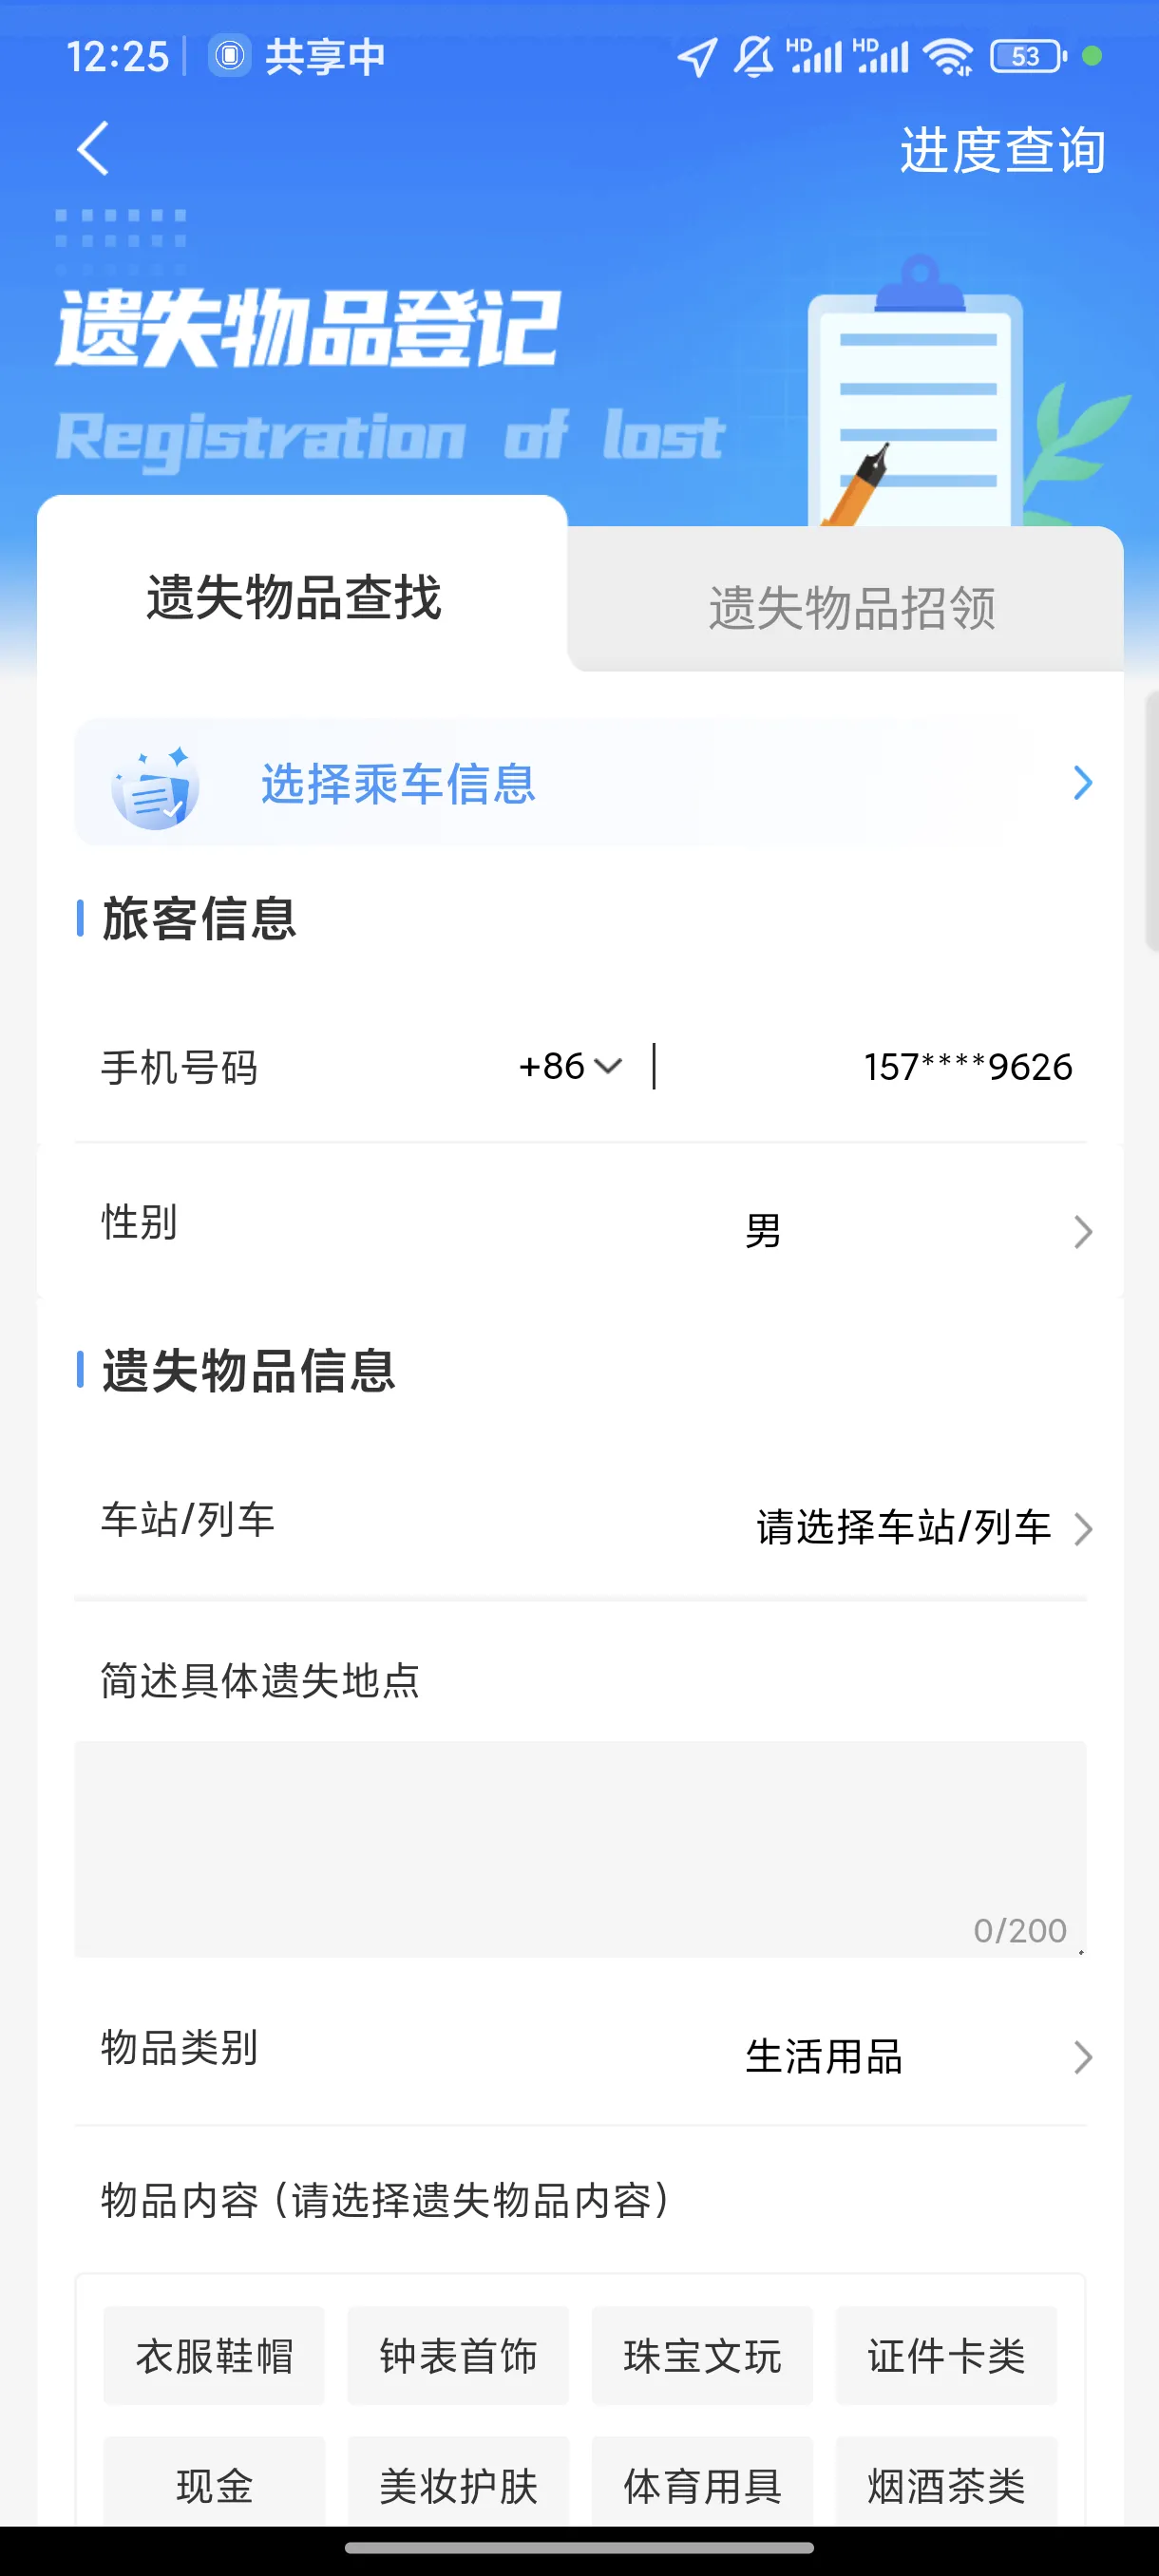 12:25 共享中 HD HD 53
进度查询
遗失物品登记
Registration of lost
遗失物品查找 遗失物品招领
选择乘车信息
旅客信息
手机号码 +86 157****9626
性别 男
遗失物品信息
车站/列车 请选择车站/列车
简述具体遗失地点
0/200
物品类别 生活用品
物品内容（请选择遗失物品内容）
衣服鞋帽 钟表首饰 珠宝文玩 证件卡类
现金 美妆护肤 体育用具 烟酒茶类